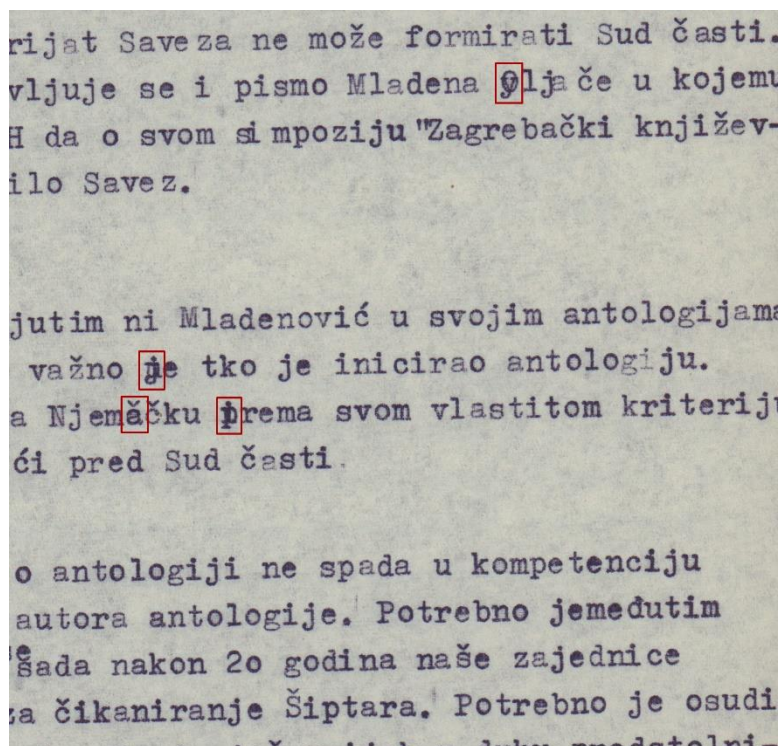 rijat Saveza ne može formirati Sud časti.
vljuje se i pismo Mladena Oljače u kojemu
H da o svom simpoziju "Zagrebački književ-
ilo Savez.
jutim ni Mladenović u svojim antologijama
važno je tko je inicirao antologiju.
a Njemačku prema svom vlastitom kriteriju
ći pred Sud časti.
o antologiji ne spada u kompetenciju
autora antologije. Potrebno jemeđutim
se
sada nakon 2o godina naše zajednice
za čikaniranje Šiptara. Potrebno je osudi